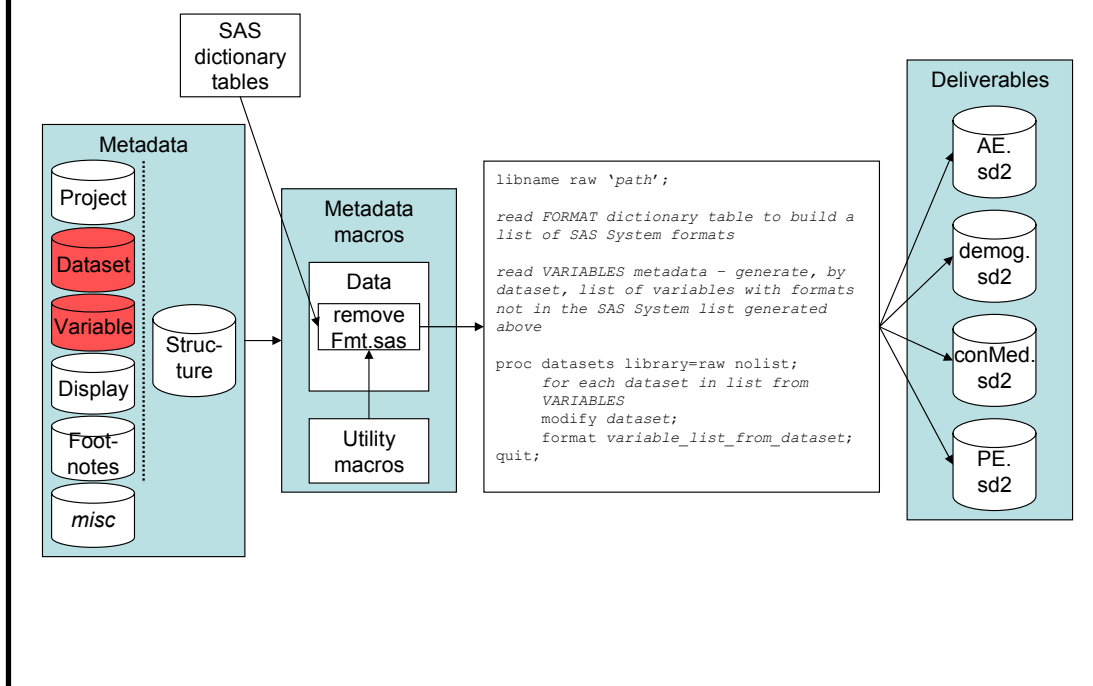 SAS
dictionary
tables
Metadata
Project
Dataset
Variable
Display
Foot-
notes
misc
Struc-
ture
Metadata
macros
Data
remove
Fmt.sas
Utility
macros
libname raw ‘path’;
read FORMAT dictionary table to build a
list of SAS System formats
read VARIABLES metadata – generate, by
dataset, list of variables with formats
not in the SAS System list generated
above
proc datasets library=raw nolist;
for each dataset in list from
VARIABLES
modify dataset;
format variable_list_from_dataset;
quit;
Deliverables
AE.
sd2
demog.
sd2
conMed.
sd2
PE.
sd2